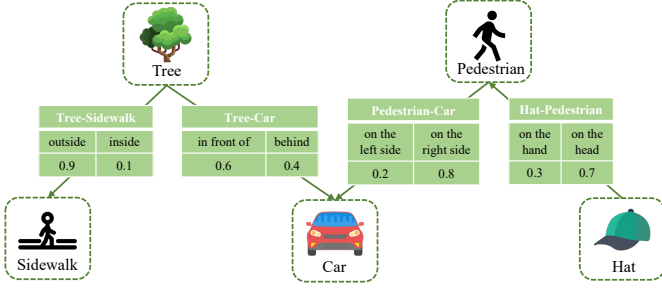 Tree
Pedestrian
Tree-Sidewalk
outside inside
0.9 0.1
Tree-Car
in front of behind
0.6 0.4
Pedestrian-Car
on the left side on the right side
0.2 0.8
Hat-Pedestrian
on the hand on the head
0.3 0.7
Sidewalk
Car
Hat